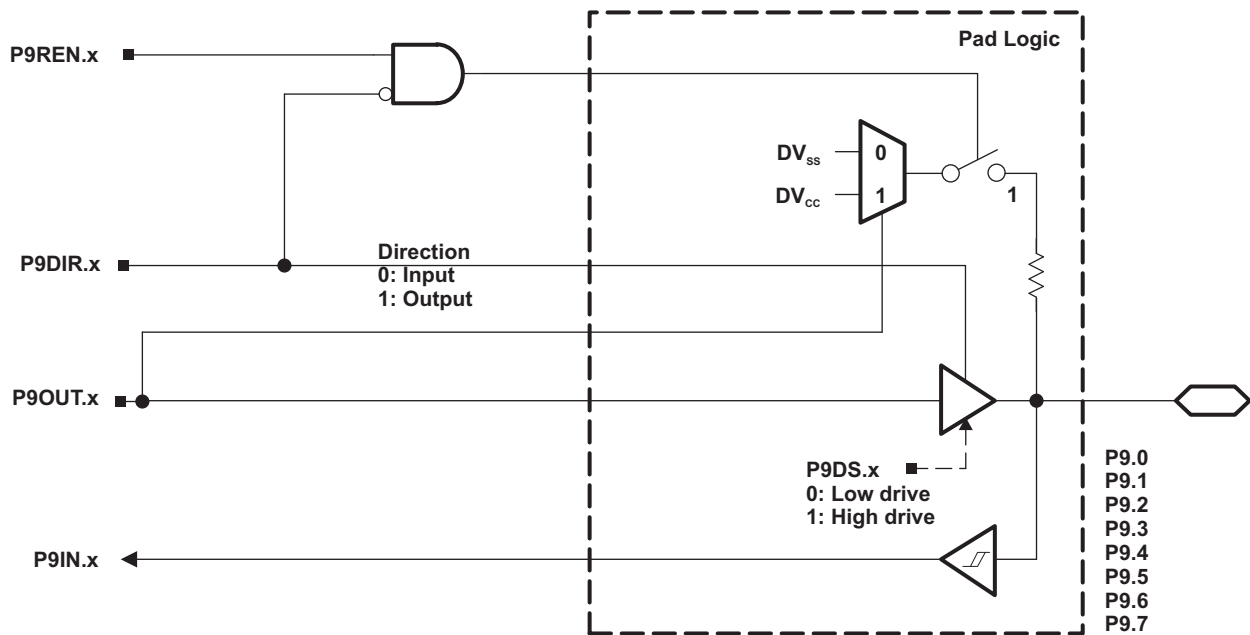 Pad Logic
P9REN.x
DVss
0
DVcc
1
1
P9DIR.x
Direction
0: Input
1: Output
P9OUT.x
P9DS.x
0: Low drive
1: High drive
P9IN.x
P9.0
P9.1
P9.2
P9.3
P9.4
P9.5
P9.6
P9.7